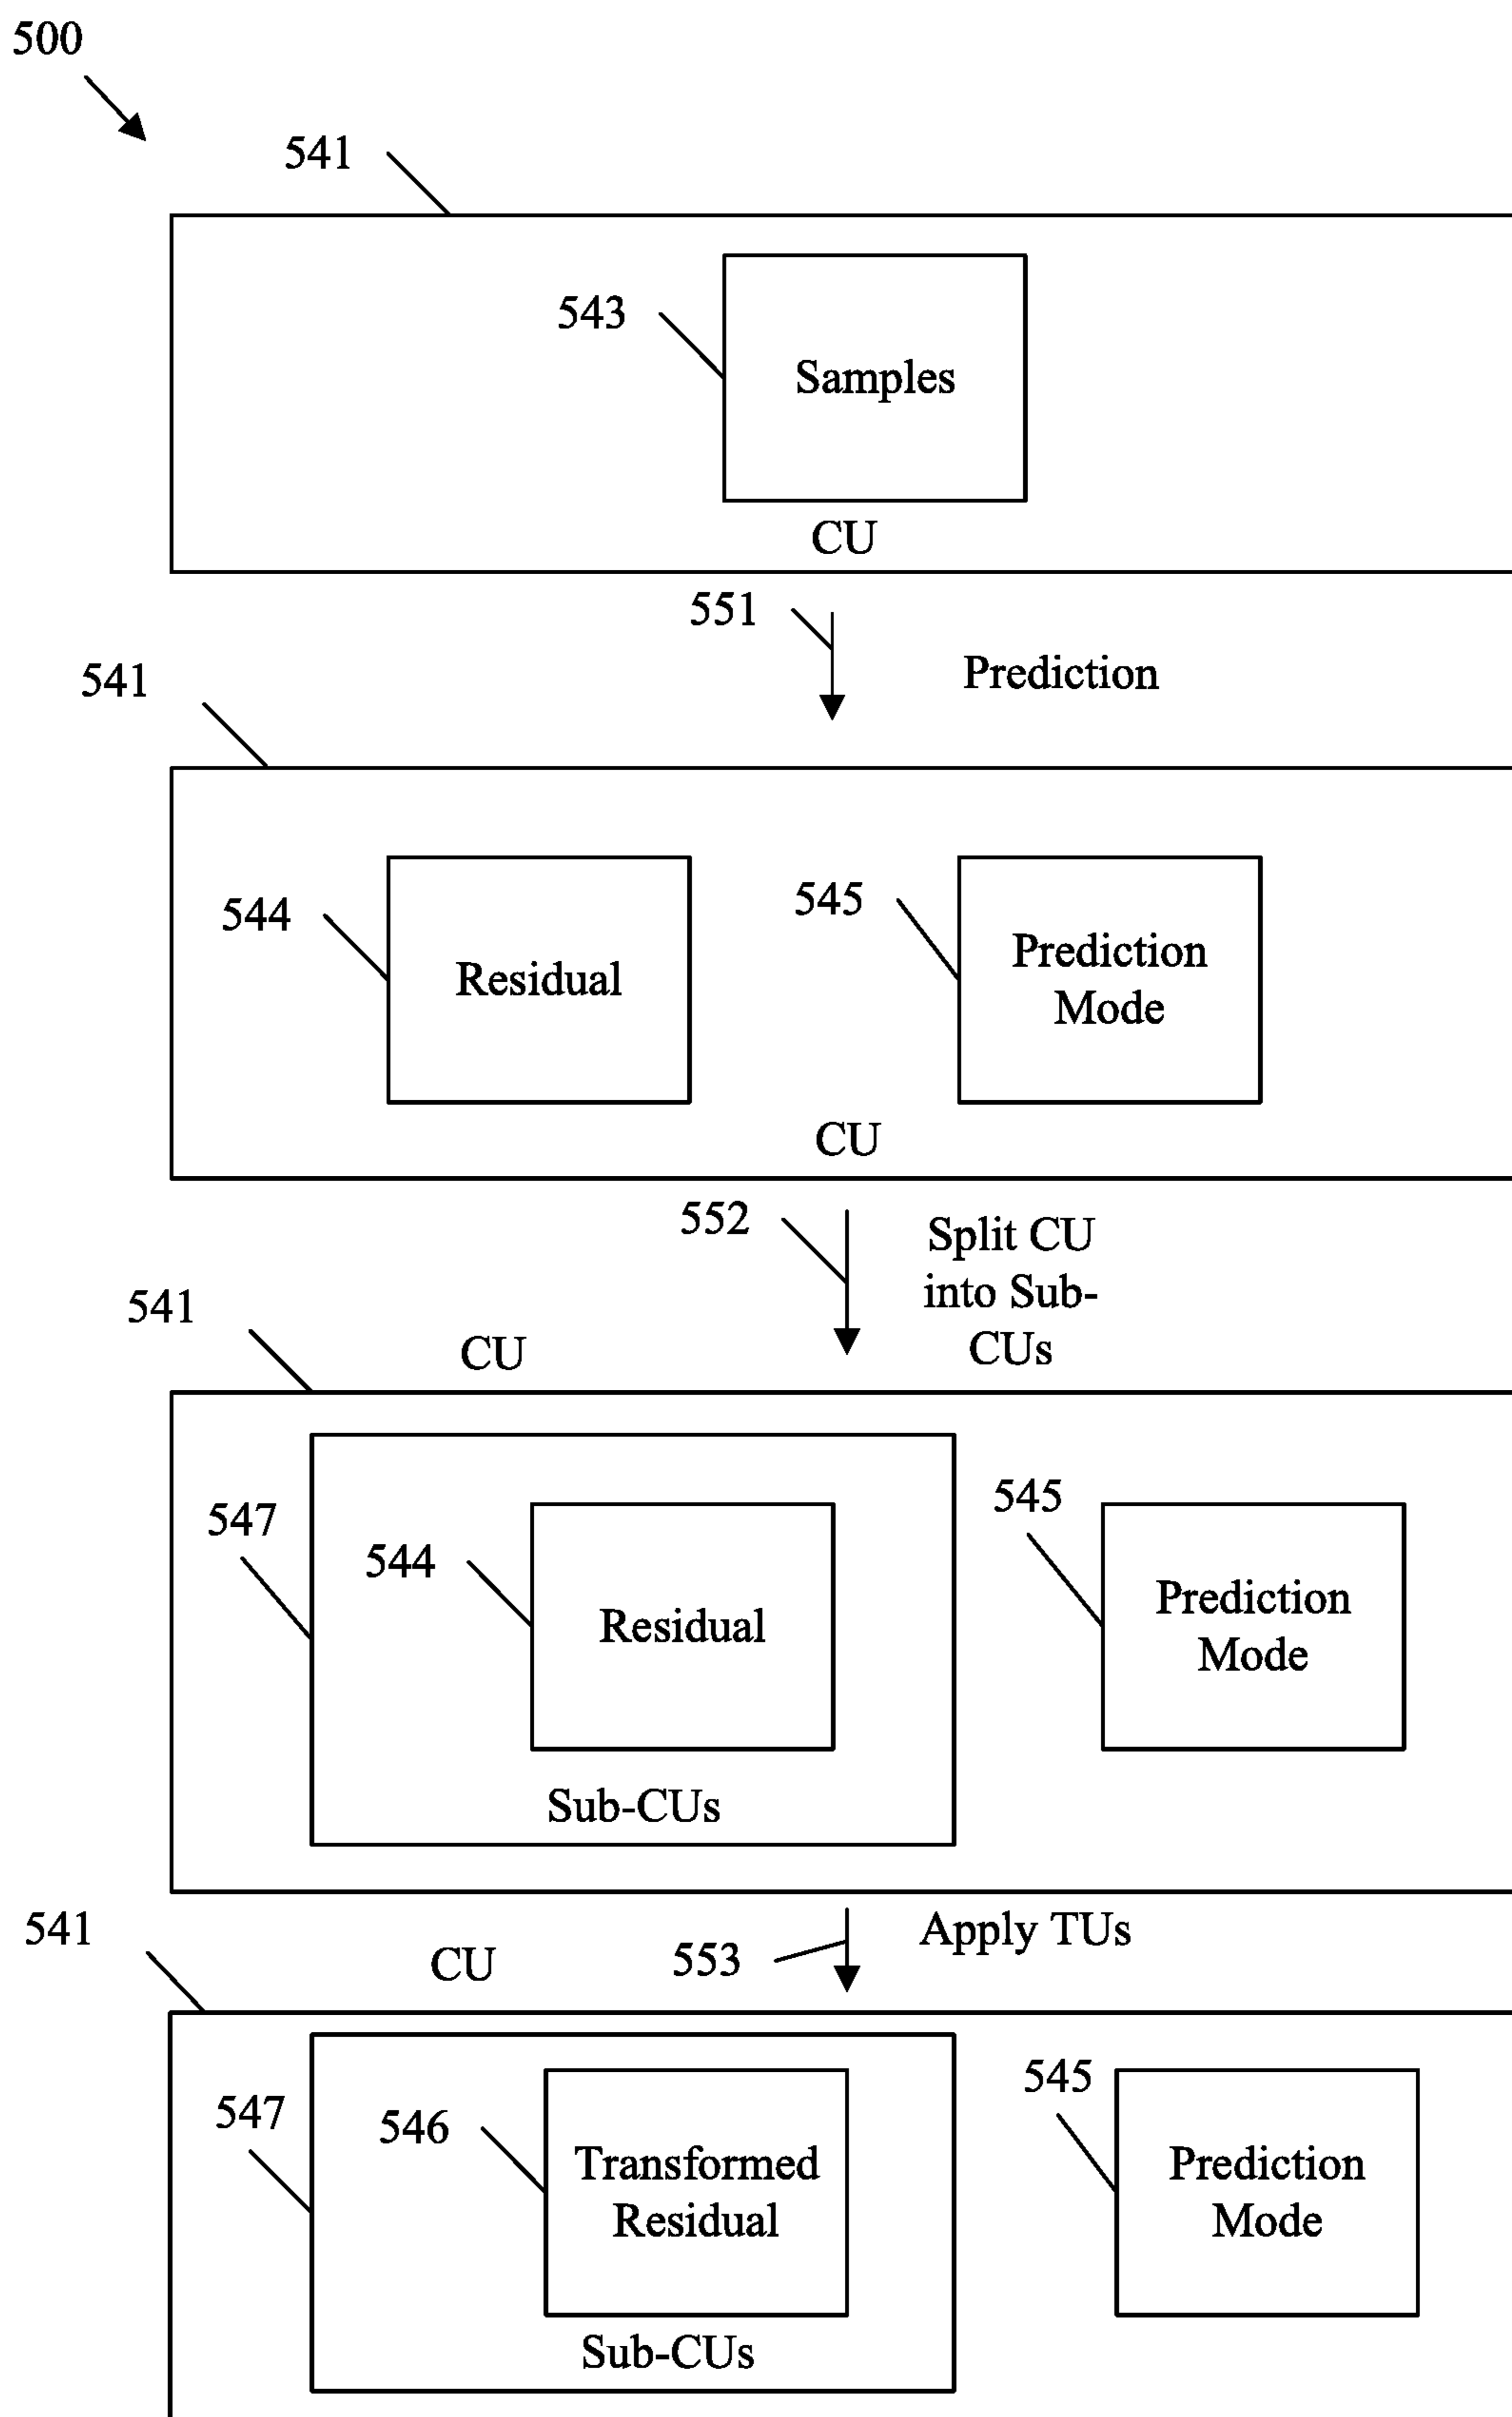 500
541
543
Samples
CU
551
Prediction
541
544
Residual
545
Prediction
Mode
CU
552
Split CU
into Sub-
CUs
541
CU
547
544
Residual
545
Prediction
Mode
Sub-CUs
541
CU
553
Apply TUs
547
546
Transformed
Residual
545
Prediction
Mode
Sub-CUs